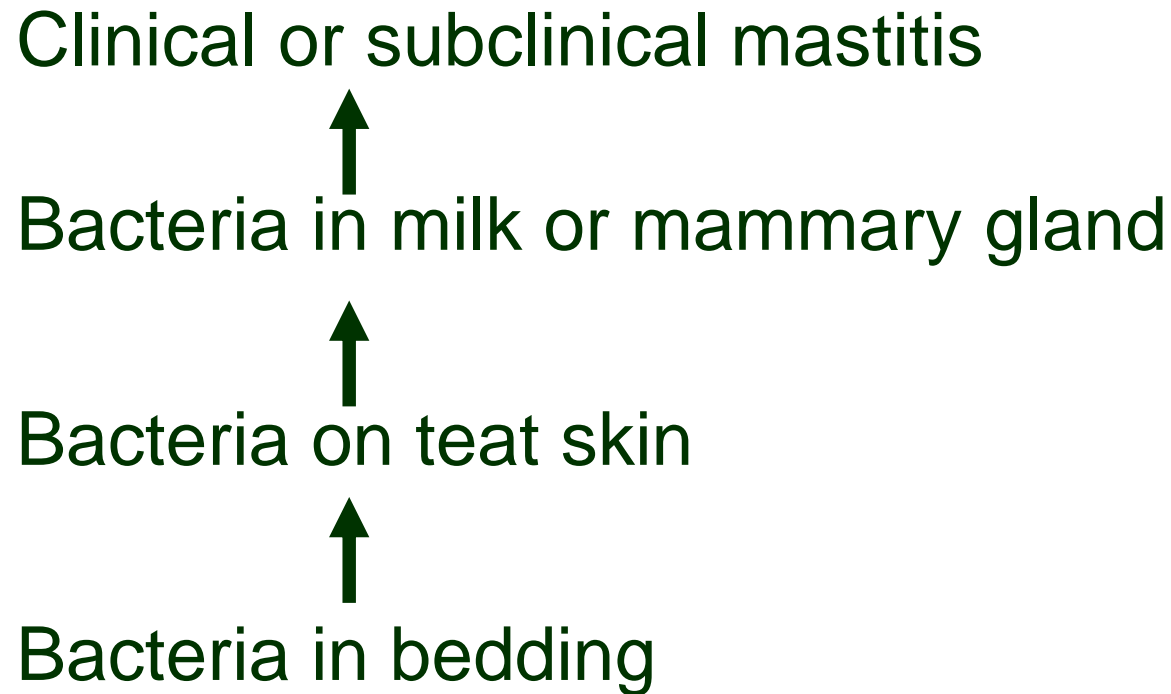 Clinical or subclinical mastitis
Bacteria in milk or mammary gland
Bacteria on teat skin
Bacteria in bedding